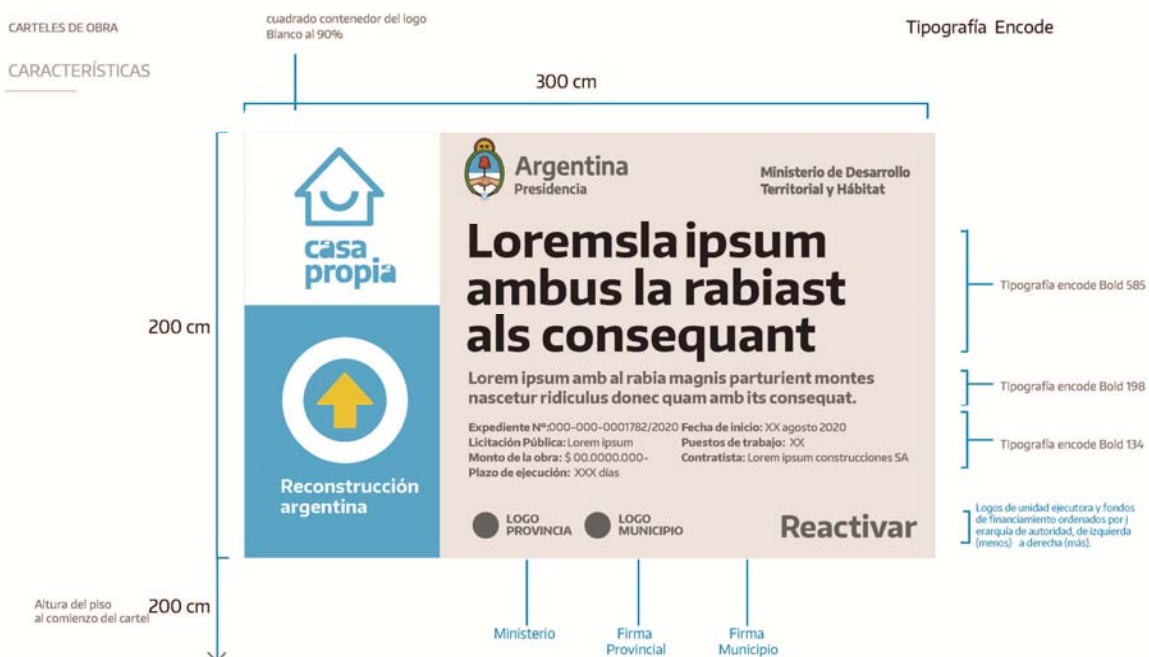 CARTELES DE OBRA
CARACTERÍSTICAS
cuadrado contenedor del logo
Blanco al 90%
Tipografía Encode
300 cm
casa
propia
Argentina
Presidencia
Ministerio de Desarrollo
Territorial y Hábitat
Loremsla ipsum
ambus la rabiast
als consequant
Tipografía encode Bold 585
200 cm
Lorem ipsum amb al rabia magnis parturient montes
nascetur ridiculus donec quam amb its consequat.
Tipografía encode Bold 198
Expediente Nº:000-000-0001782/2020 Fecha de inicio: XX agosto 2020
Licitación Pública: Lorem ipsum Puestos de trabajo: XX
Monto de la obra: $ 00.0000.000- Contratista: Lorem ipsum construcciones SA
Plazo de ejecución: XXX días
Tipografía encode Bold 134
Reconstrucción
argentina
LOGO
PROVINCIA
LOGO
MUNICIPIO
Reactivar
Logos de unidad ejecutora y fondos
de financiamiento ordenados por j
erarquía de autoridad, de izquierda
(menos) a derecha (más).
Altura del piso
al comienzo del cartel
200 cm
Ministerio
Firma
Provincial
Firma
Municipio